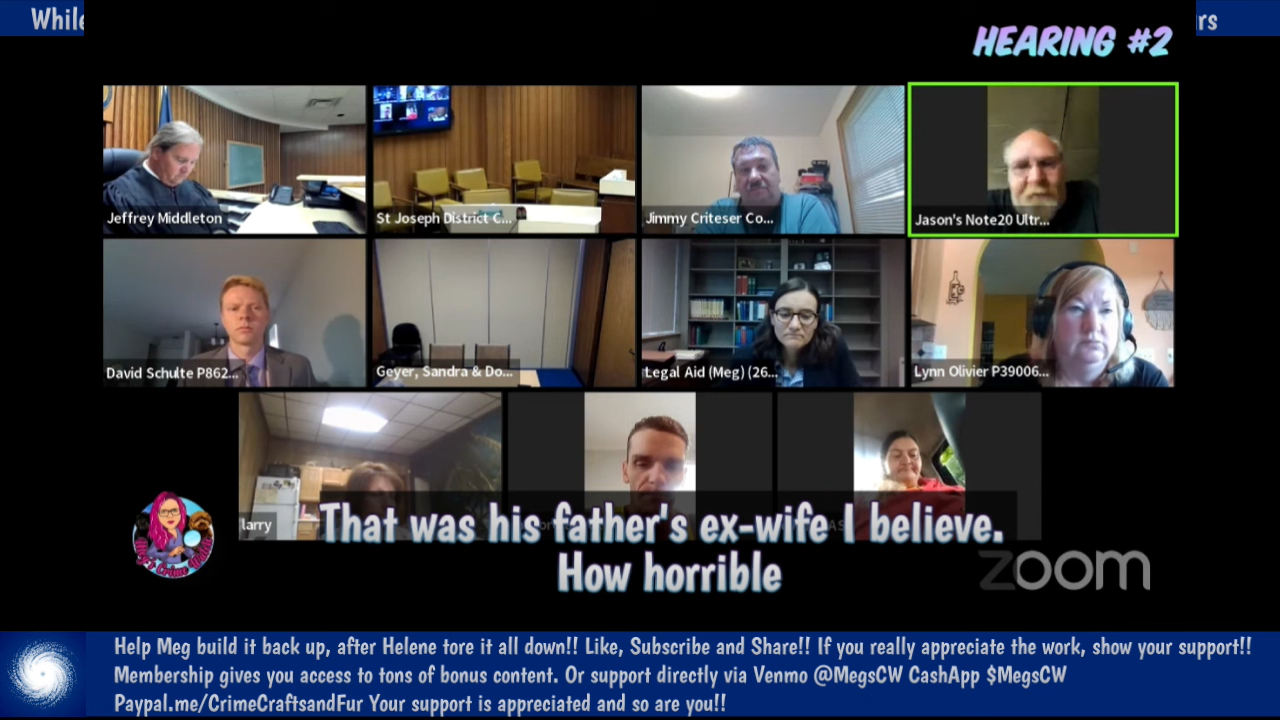 While
rs
HEARING #2
Jeffrey Middleton
St Joseph District C...
Jimmy Criteser Co...
Jason's Note20 Ultr...
David Schulte P862...
Geyer, Sandra & Do...
Legal Aid (Meg) (26...
Lynn Olivier P39006...
larry
That was his father's ex-wife I believe.
How horrible
zoom
Help Meg build it back up, after Helene tore it all down!! Like, Subscribe and Share!! If you really appreciate the work, show your support!!
Membership gives you access to tons of bonus content. Or support directly via Venmo @MegsCW CashApp $MegsCW
Paypal.me/CrimeCraftsandFur Your support is appreciated and so are you!!